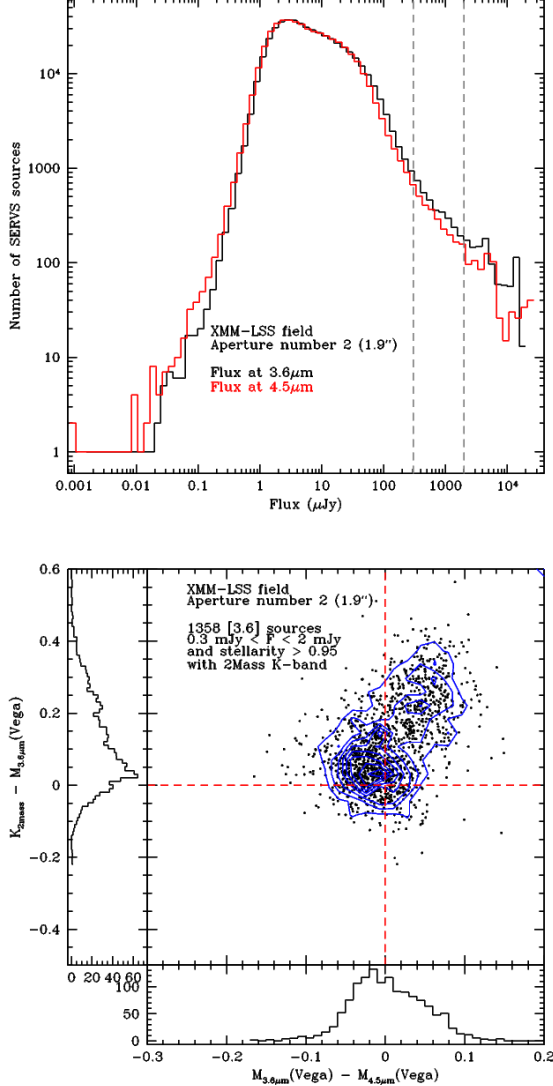 10⁴
1000
100
10
1
Number of SERVS sources
XMM-LSS field
Aperture number 2 (1.9")
Flux at 3.6μm
Flux at 4.5μm
0.001 0.01 0.1 1 10 100 1000 10⁴
Flux (μJy)
0.6
0.4
0.2
0
-0.2
-0.4
K2mass - M3.6μm(Vega)
XMM-LSS field
Aperture number 2 (1.9")
1358 [3.6] sources
0.3 mJy < F < 2 mJy
and stellarity > 0.95
with 2Mass K-band
0 20 40 60
100
50
0
-0.3 -0.2 -0.1 0 0.1 0.2
M3.6μm(Vega) - M4.5μm(Vega)